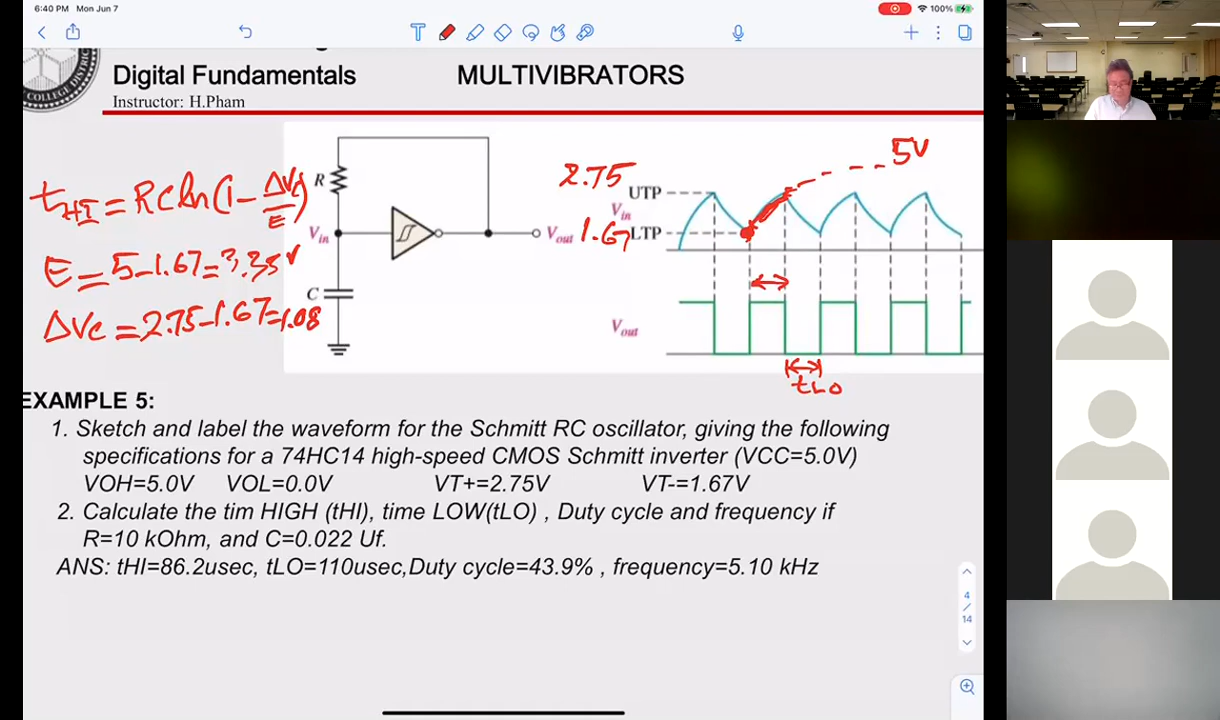 6:40 PM Mon Jun 7
100%
T
COLLEGE DISTRICT
Digital Fundamentals
MULTIVIBRATORS
Instructor: H.Pham
tHI = RC ln(1 - ΔVc/E)
E = 5-1.67=3.33V
ΔVc = 2.75-1.67=1.08
R
Vin
C
Vout
2.75
1.67
UTP
Vin
LTP
5V
Vout
tLO
EXAMPLE 5:
1. Sketch and label the waveform for the Schmitt RC oscillator, giving the following
specifications for a 74HC14 high-speed CMOS Schmitt inverter (VCC=5.0V)
VOH=5.0V VOL=0.0V VT+=2.75V VT-=1.67V
2. Calculate the tim HIGH (tHI), time LOW(tLO) , Duty cycle and frequency if
R=10 kOhm, and C=0.022 Uf.
ANS: tHI=86.2usec, tLO=110usec,Duty cycle=43.9% , frequency=5.10 kHz
4
/
14